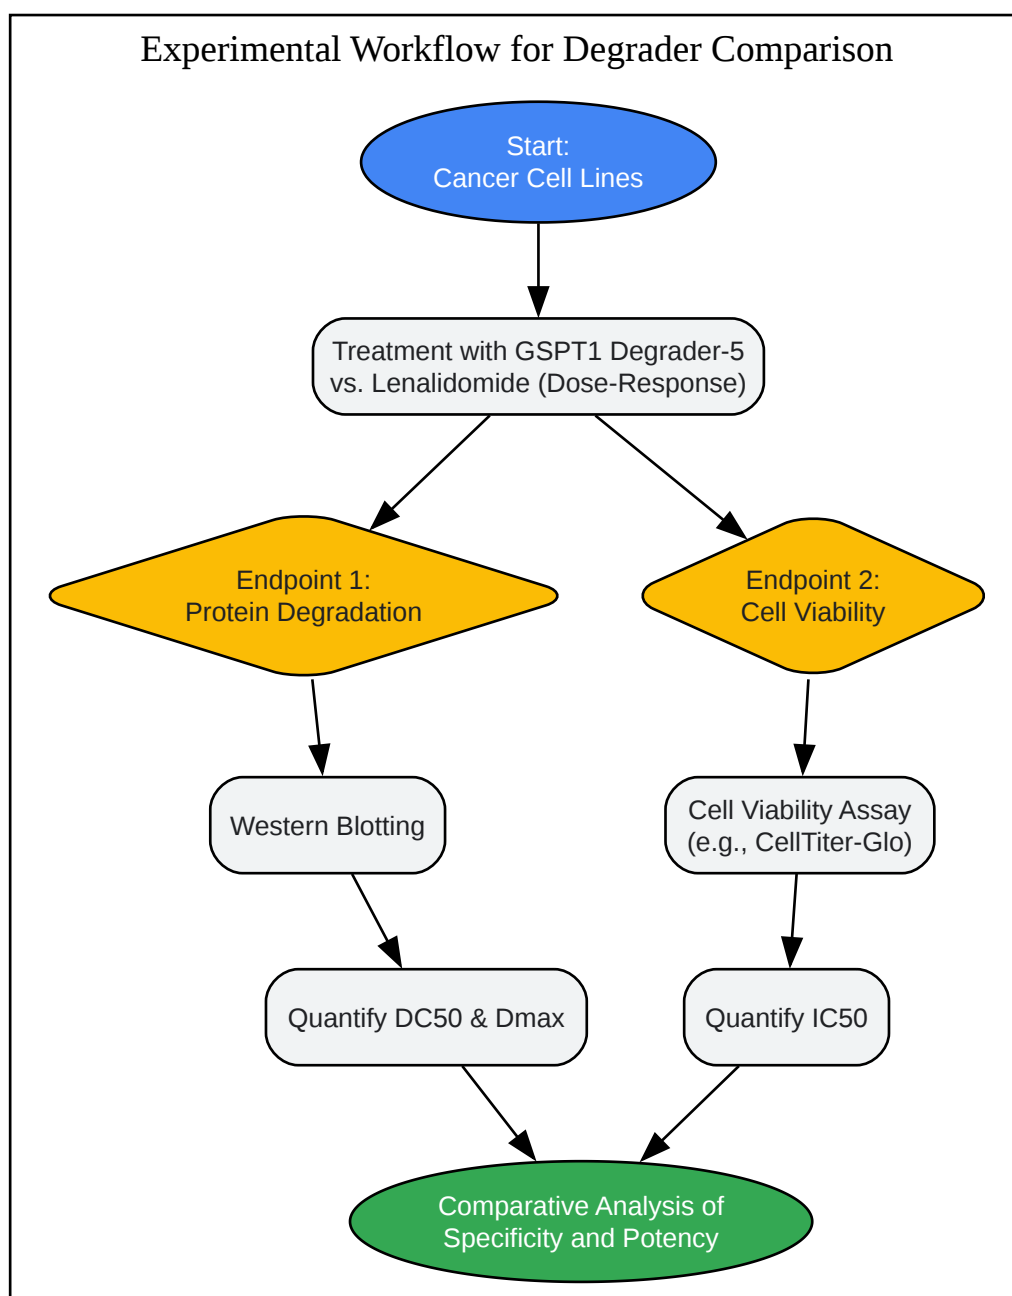 Experimental Workflow for Degrader Comparison
Start:
Cancer Cell Lines
Treatment with GSPT1 Degrader-5
vs. Lenalidomide (Dose-Response)
Endpoint 1:
Protein Degradation
Endpoint 2:
Cell Viability
Western Blotting
Cell Viability Assay
(e.g., CellTiter-Glo)
Quantify DC50 & Dmax
Quantify IC50
Comparative Analysis of
Specificity and Potency